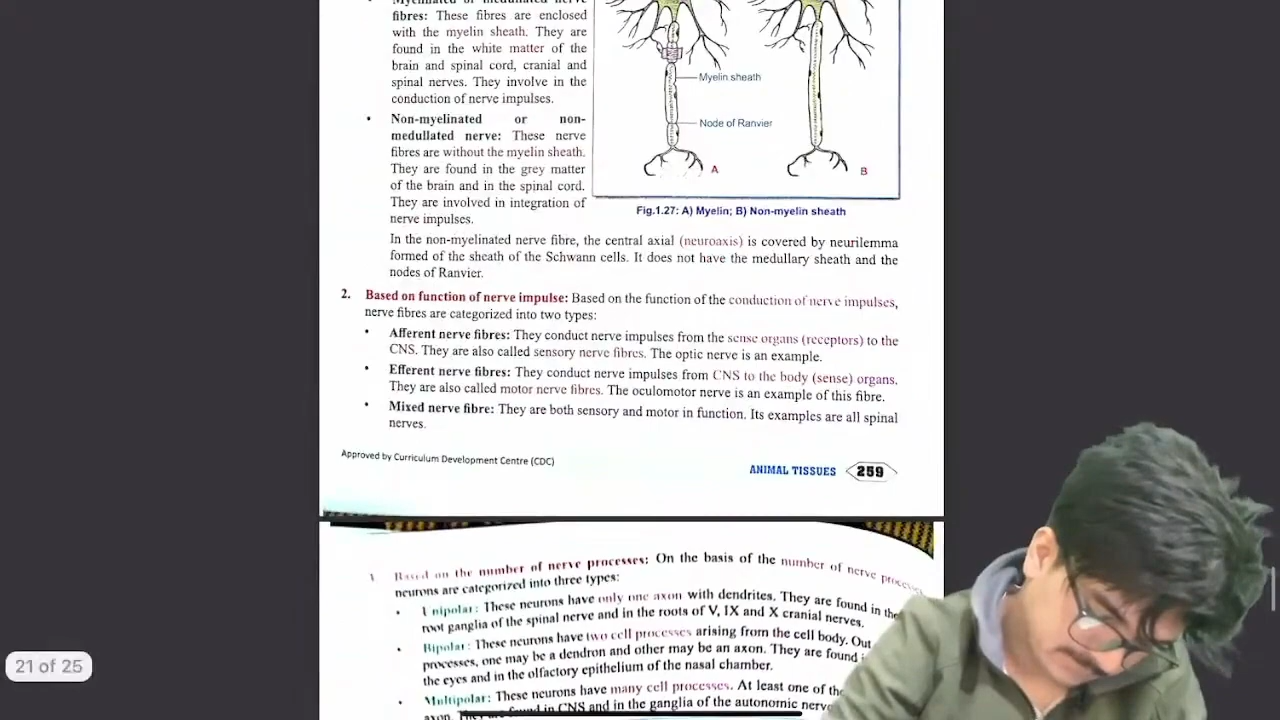 fibres: These fibres are enclosed
with the myelin sheath. They are
found in the white matter of the
brain and spinal cord, cranial and
spinal nerves. They involve in the
conduction of nerve impulses.
• Non-myelinated or non-
medullated nerve: These nerve
fibres are without the myelin sheath.
They are found in the grey matter
of the brain and in the spinal cord.
They are involved in integration of
nerve impulses.
Myelin sheath
Node of Ranvier
A
B
Fig.1.27: A) Myelin; B) Non-myelin sheath
In the non-myelinated nerve fibre, the central axial (neuroaxis) is covered by neurilemma
formed of the sheath of the Schwann cells. It does not have the medullary sheath and the
nodes of Ranvier.
2. Based on function of nerve impulse: Based on the function of the conduction of nerve impulses,
nerve fibres are categorized into two types:
• Afferent nerve fibres: They conduct nerve impulses from the sense organs (receptors) to the
CNS. They are also called sensory nerve fibres. The optic nerve is an example.
• Efferent nerve fibres: They conduct nerve impulses from CNS to the body (sense) organs.
They are also called motor nerve fibres. The oculomotor nerve is an example of this fibre.
• Mixed nerve fibre: They are both sensory and motor in function. Its examples are all spinal
nerves.
Approved by Curriculum Development Centre (CDC)
ANIMAL TISSUES 259
Based on the number of nerve processes: On the basis of the number of nerve
neurons are categorized into three types:
• Unipolar: These neurons have only one axon with dendrites. They are found in the
root ganglia of the spinal nerve and in the roots of V, IX and X cranial nerves.
• Bipolar: These neurons have two cell processes arising from the cell body. Out
processes, one may be a dendron and other may be an axon. They are found
the eyes and in the olfactory epithelium of the nasal chamber.
• Multipolar: These neurons have many cell processes. At least one of the
axon. They are found in CNS and in the ganglia of the autonomic
21 of 25